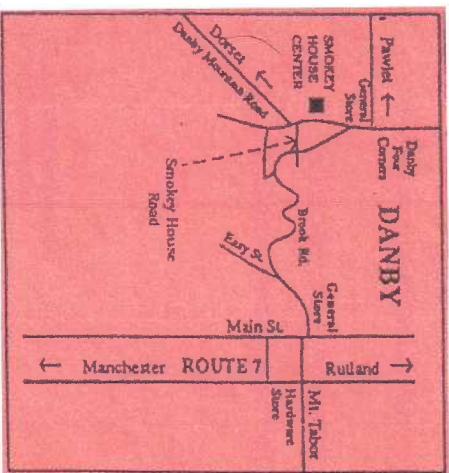 DANBY
Danby
Four
Corners
Pawlet ←
General
Store
SMOKEY
HOUSE
CENTER
Dorset ←
Danby Mountain Road
Smokey House
Road
Brook Rd.
Easy St.
General
Store
Main St.
← Manchester ROUTE 7 Rutland →
Mt. Tabor
Hardware
Store